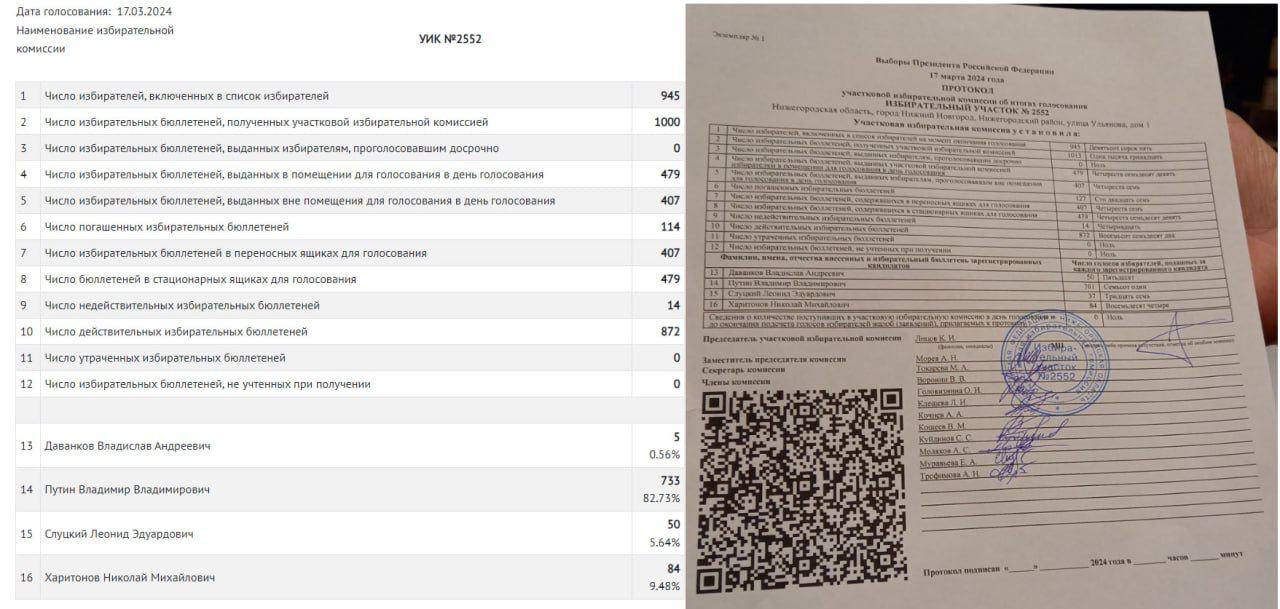 Дата голосования: 17.03.2024
Наименование избирательной
комиссии
УИК №2552
1 Число избирателей, включенных в список избирателей 945
2 Число избирательных бюллетеней, полученных участковой избирательной комиссией 1000
3 Число избирательных бюллетеней, выданных избирателям, проголосовавшим досрочно 0
4 Число избирательных бюллетеней, выданных в помещении для голосования в день голосования 479
5 Число избирательных бюллетеней, выданных вне помещения для голосования в день голосования 407
6 Число погашенных избирательных бюллетеней 114
7 Число избирательных бюллетеней в переносных ящиках для голосования 407
8 Число бюллетеней в стационарных ящиках для голосования 479
9 Число недействительных избирательных бюллетеней 14
10 Число действительных избирательных бюллетеней 872
11 Число утраченных избирательных бюллетеней 0
12 Число избирательных бюллетеней, не учтенных при получении 0
13 Даванков Владислав Андреевич 5
0.56%
14 Путин Владимир Владимирович 733
82.73%
15 Слуцкий Леонид Эдуардович 50
5.64%
16 Харитонов Николай Михайлович 84
9.48%
Экземпляр № 1
Выборы Президента Российской Федерации
17 марта 2024 года
ПРОТОКОЛ
участковой избирательной комиссии об итогах голосования
ИЗБИРАТЕЛЬНЫЙ УЧАСТОК № 2552
Нижегородская область, город Нижний Новгород, Нижегородский район, улица Ульянова, дом 1
Участковая избирательная комиссия установила:
1 Число избирателей, включенных в список избирателей на момент окончания голосования 945 Девятьсот сорок пять
2 Число избирательных бюллетеней, полученных участковой избирательной комиссией 1013 Одна тысяча тринадцать
3 Число избирательных бюллетеней, выданных избирателям, проголосовавшим досрочно 0 Ноль
4 Число избирательных бюллетеней, выданных участковой избирательной комиссией
избирателям в помещении для голосования в день голосования 479 Четыреста семьдесят девять
5 Число избирательных бюллетеней, выданных избирателям, проголосовавшим вне помещения
для голосования в день голосования 407 Четыреста семь
6 Число погашенных избирательных бюллетеней 127 Сто двадцать семь
7 Число избирательных бюллетеней, содержавшихся в переносных ящиках для голосования 407 Четыреста семь
8 Число избирательных бюллетеней, содержавшихся в стационарных ящиках для голосования 479 Четыреста семьдесят девять
9 Число недействительных избирательных бюллетеней 14 Четырнадцать
10 Число действительных избирательных бюллетеней 872 Восемьсот семьдесят два
11 Число утраченных избирательных бюллетеней 0 Ноль
12 Число избирательных бюллетеней, не учтенных при получении 0 Ноль
Фамилии, имена, отчества внесенных в избирательный бюллетень зарегистрированных
кандидатов
Число голосов избирателей, поданных за
каждого зарегистрированного кандидата
13 Даванков Владислав Андреевич 50 Пятьдесят
14 Путин Владимир Владимирович 701 Семьсот один
15 Слуцкий Леонид Эдуардович 37 Тридцать семь
16 Харитонов Николай Михайлович 84 Восемьдесят четыре
Сведения о количестве поступивших в участковую избирательную комиссию в день голосования и
до окончания подсчета голосов избирателей жалоб (заявлений), прилагаемых к протоколу 0 Ноль
Председатель участковой избирательной комиссии
(фамилия, инициалы)
МП
Заместитель председателя комиссии Морев А. Н.
Секретарь комиссии Токарева М. А.
Члены комиссии Воронин В. В.
Головизнина О. И.
Клещева Л. И.
Кочнев А. А.
Кощеев В. М.
Куйдинов С. С.
Моляков А. С.
Муравьева Е. А.
Трофимова А. Н.
Избира-
тельный
участок
№2552
Протокол подписан « » 2024 года в часов минут